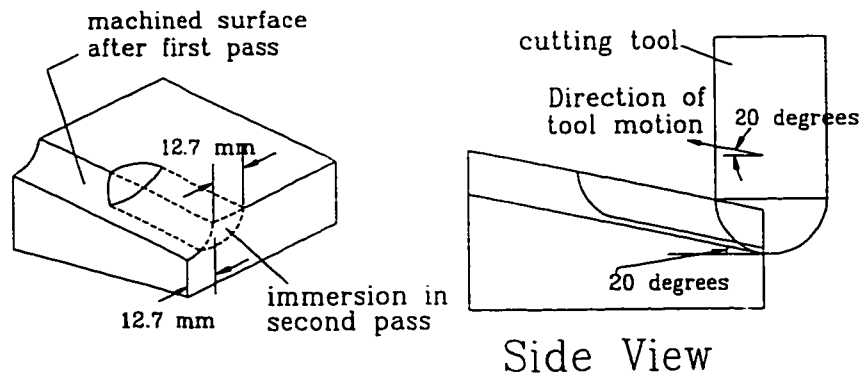 machined surface
after first pass
12.7 mm
12.7 mm
immersion in
second pass
cutting tool
Direction of
tool motion
20 degrees
20 degrees
Side View